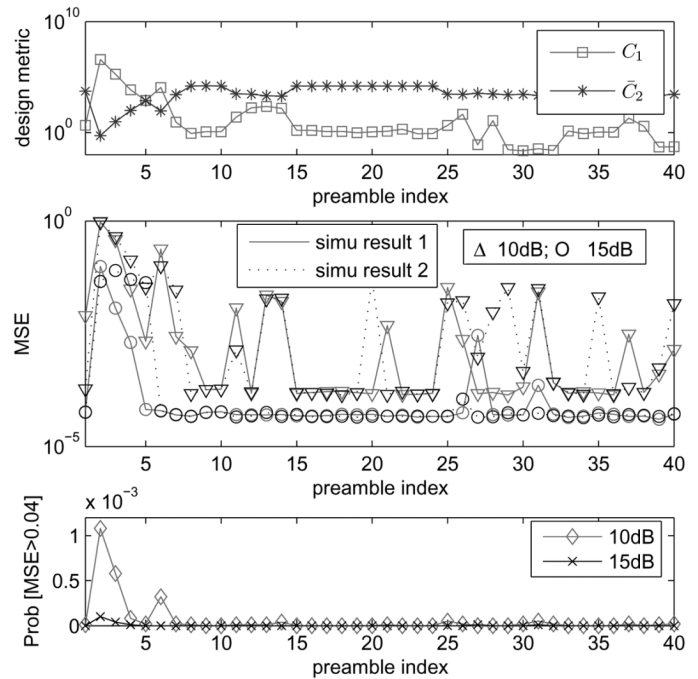 10^10
10^0
design metric
C_1
C̄_2
5 10 15 20 25 30 35 40
preamble index
10^0
10^-5
MSE
simu result 1
simu result 2
Δ 10dB; O 15dB
5 10 15 20 25 30 35 40
preamble index
x 10^-3
1
0.5
0
Prob [MSE>0.04]
10dB
15dB
5 10 15 20 25 30 35 40
preamble index